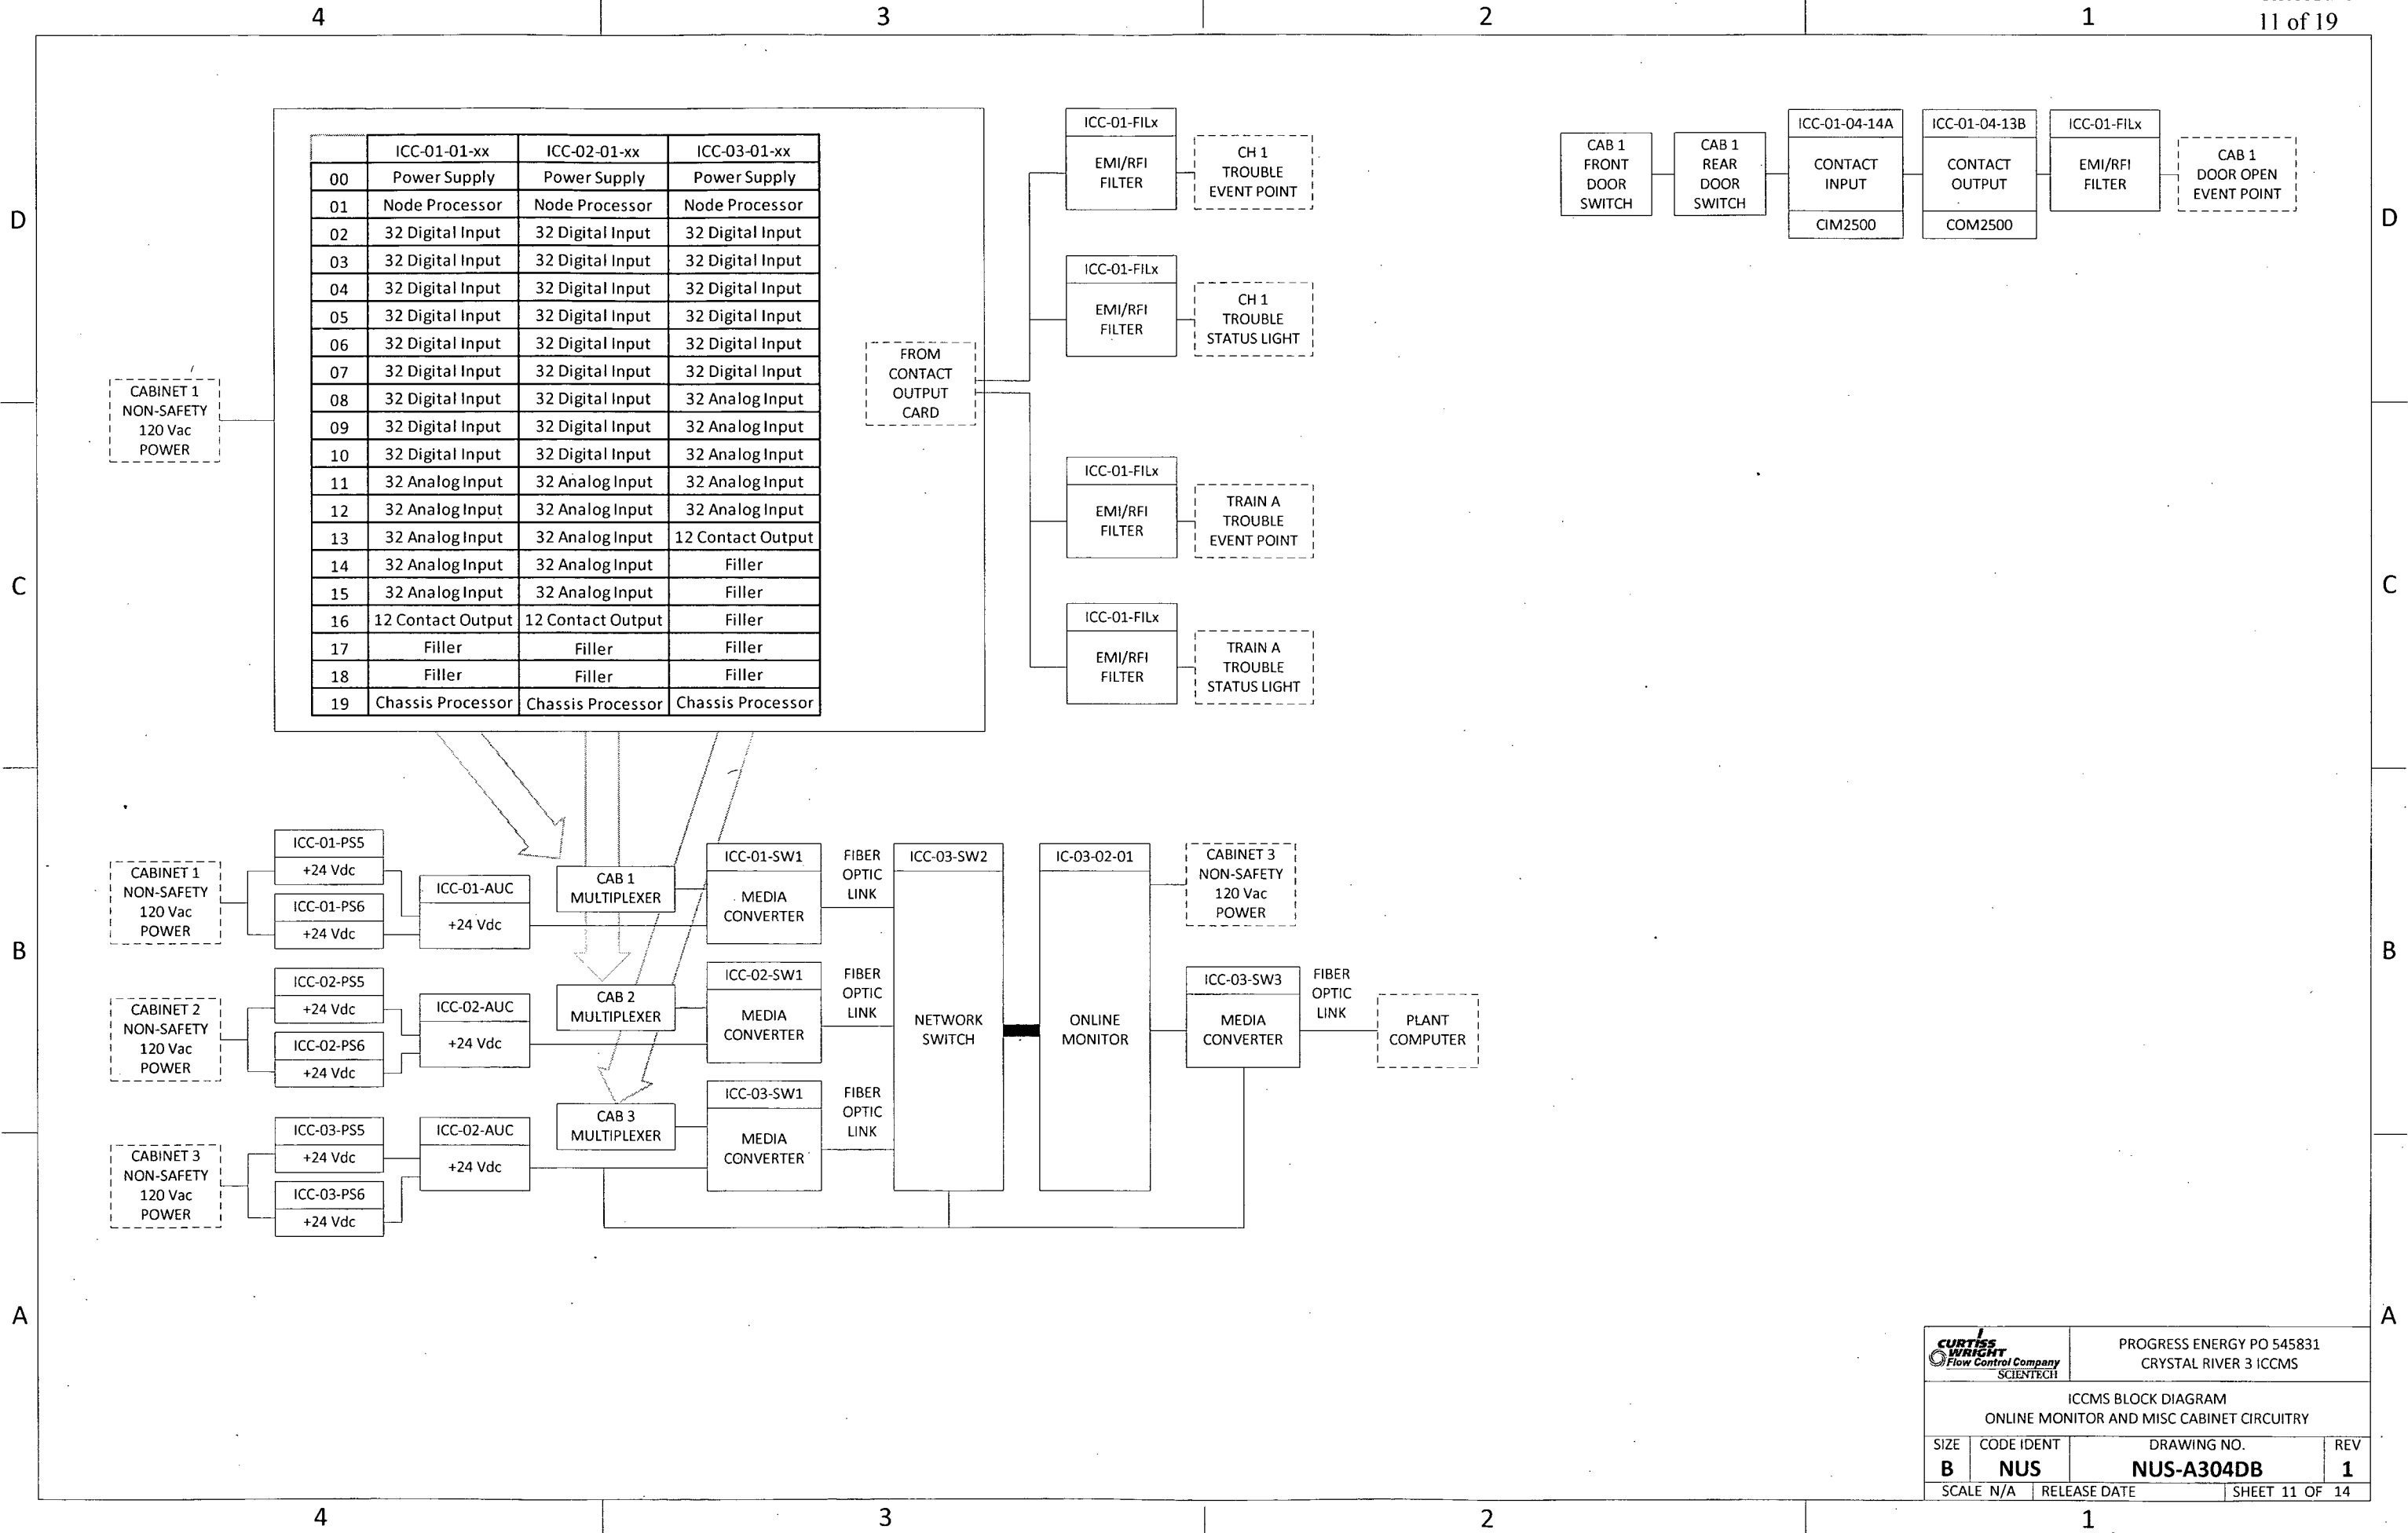 4 3 2 1
11 of 19
D
C
B
A
ICC-01-01-xx ICC-02-01-xx ICC-03-01-xx
00 Power Supply Power Supply Power Supply
01 Node Processor Node Processor Node Processor
02 32 Digital Input 32 Digital Input 32 Digital Input
03 32 Digital Input 32 Digital Input 32 Digital Input
04 32 Digital Input 32 Digital Input 32 Digital Input
05 32 Digital Input 32 Digital Input 32 Digital Input
06 32 Digital Input 32 Digital Input 32 Digital Input
07 32 Digital Input 32 Digital Input 32 Digital Input
08 32 Digital Input 32 Digital Input 32 Analog Input
09 32 Digital Input 32 Digital Input 32 Analog Input
10 32 Digital Input 32 Digital Input 32 Analog Input
11 32 Analog Input 32 Analog Input 32 Analog Input
12 32 Analog Input 32 Analog Input 32 Analog Input
13 32 Analog Input 32 Analog Input 12 Contact Output
14 32 Analog Input 32 Analog Input Filler
15 32 Analog Input 32 Analog Input Filler
16 12 Contact Output 12 Contact Output Filler
17 Filler Filler Filler
18 Filler Filler Filler
19 Chassis Processor Chassis Processor Chassis Processor
CABINET 1
NON-SAFETY
120 Vac
POWER
FROM
CONTACT
OUTPUT
CARD
ICC-01-FILx
EMI/RFI
FILTER
CH 1
TROUBLE
EVENT POINT
ICC-01-FILx
EMI/RFI
FILTER
CH 1
TROUBLE
STATUS LIGHT
ICC-01-FILx
EMI/RFI
FILTER
TRAIN A
TROUBLE
EVENT POINT
ICC-01-FILx
EMI/RFI
FILTER
TRAIN A
TROUBLE
STATUS LIGHT
CAB 1
FRONT
DOOR
SWITCH
CAB 1
REAR
DOOR
SWITCH
ICC-01-04-14A
CONTACT
INPUT
CIM2500
ICC-01-04-13B
CONTACT
OUTPUT
COM2500
ICC-01-FILx
EMI/RFI
FILTER
CAB 1
DOOR OPEN
EVENT POINT
CABINET 1
NON-SAFETY
120 Vac
POWER
ICC-01-PS5
+24 Vdc
ICC-01-PS6
+24 Vdc
ICC-01-AUC
+24 Vdc
CAB 1
MULTIPLEXER
ICC-01-SW1
MEDIA
CONVERTER
FIBER
OPTIC
LINK
CABINET 2
NON-SAFETY
120 Vac
POWER
ICC-02-PS5
+24 Vdc
ICC-02-PS6
+24 Vdc
ICC-02-AUC
+24 Vdc
CAB 2
MULTIPLEXER
ICC-02-SW1
MEDIA
CONVERTER
FIBER
OPTIC
LINK
CABINET 3
NON-SAFETY
120 Vac
POWER
ICC-03-PS5
+24 Vdc
ICC-03-PS6
+24 Vdc
ICC-02-AUC
+24 Vdc
CAB 3
MULTIPLEXER
ICC-03-SW1
MEDIA
CONVERTER
FIBER
OPTIC
LINK
ICC-03-SW2
NETWORK
SWITCH
IC-03-02-01
ONLINE
MONITOR
CABINET 3
NON-SAFETY
120 Vac
POWER
ICC-03-SW3
MEDIA
CONVERTER
FIBER
OPTIC
LINK
PLANT
COMPUTER
D
C
B
A
CURTISS
WRIGHT
Flow Control Company
SCIENTECH
PROGRESS ENERGY PO 545831
CRYSTAL RIVER 3 ICCMS
ICCMS BLOCK DIAGRAM
ONLINE MONITOR AND MISC CABINET CIRCUITRY
SIZE CODE IDENT DRAWING NO. REV
B NUS NUS-A304DB 1
SCALE N/A RELEASE DATE SHEET 11 OF 14
4 3 2 1